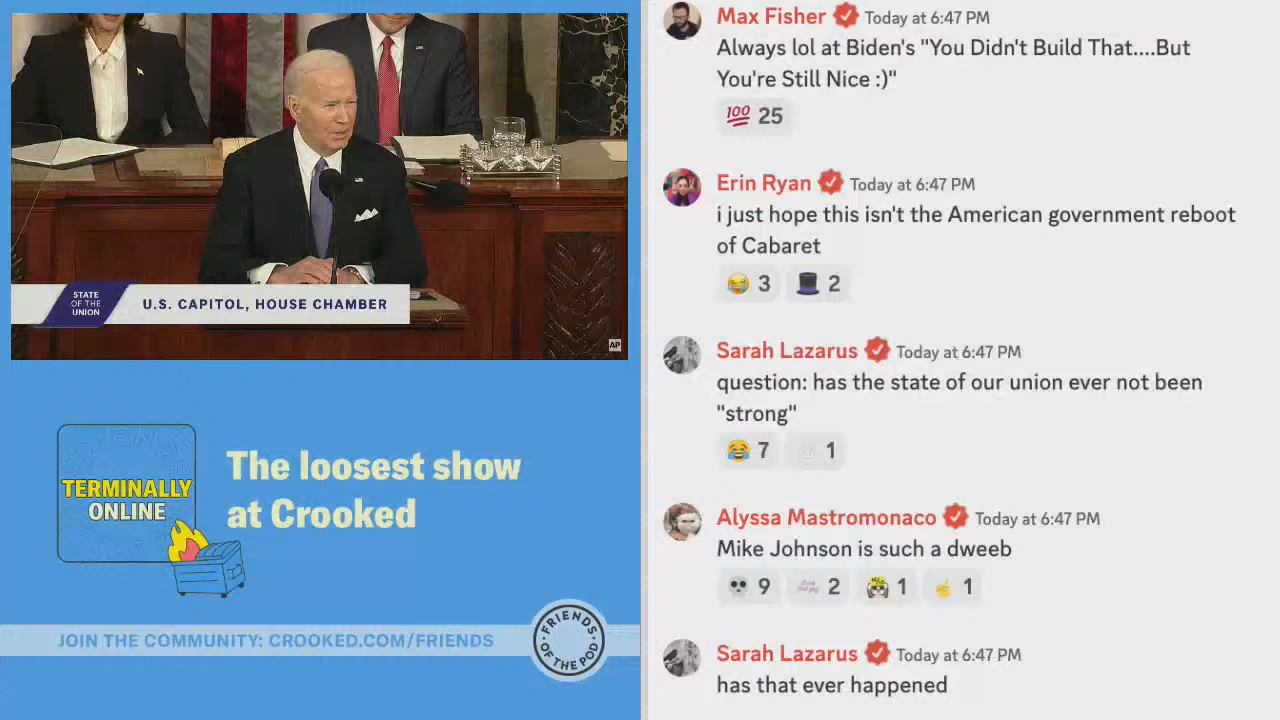 STATE
OF THE
UNION
U.S. CAPITOL, HOUSE CHAMBER
AP
TERMINALLY
ONLINE
The loosest show
at Crooked
JOIN THE COMMUNITY: CROOKED.COM/FRIENDS
FRIENDS
OF THE POD
Max Fisher Today at 6:47 PM
Always lol at Biden's "You Didn't Build That....But
You're Still Nice :)"
💯 25
Erin Ryan Today at 6:47 PM
i just hope this isn't the American government reboot
of Cabaret
😂 3 🎩 2
Sarah Lazarus Today at 6:47 PM
question: has the state of our union ever not been
"strong"
😂 7 1
Alyssa Mastromonaco Today at 6:47 PM
Mike Johnson is such a dweeb
💀 9 2 1 ☝️ 1
Sarah Lazarus Today at 6:47 PM
has that ever happened